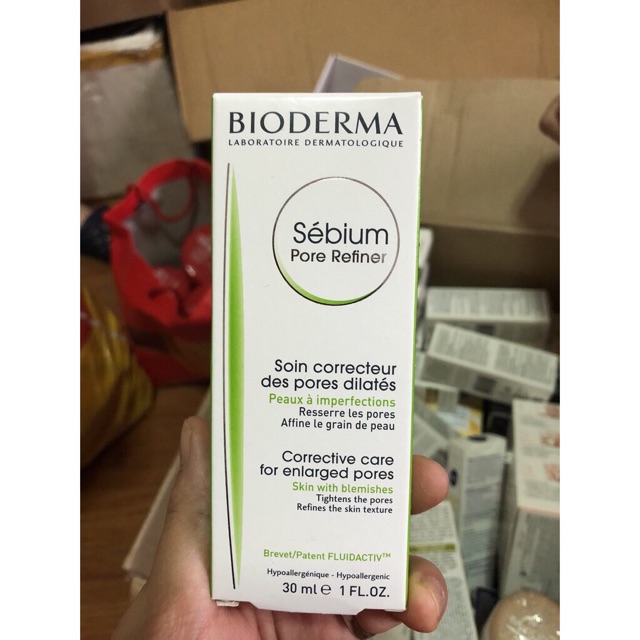 BIODERMA
LABORATOIRE DERMATOLOGIQUE
Sébium
Pore Refiner
Soin correcteur
des pores dilatés
Peaux à imperfections
Resserre les pores
Affine le grain de peau
Corrective care
for enlarged pores
Skin with blemishes
Tightens the pores
Refines the skin texture
Brevet/Patent FLUIDACTIV™
Hypoallergénique - Hypoallergenic
30 ml ℮ 1 FL.OZ.